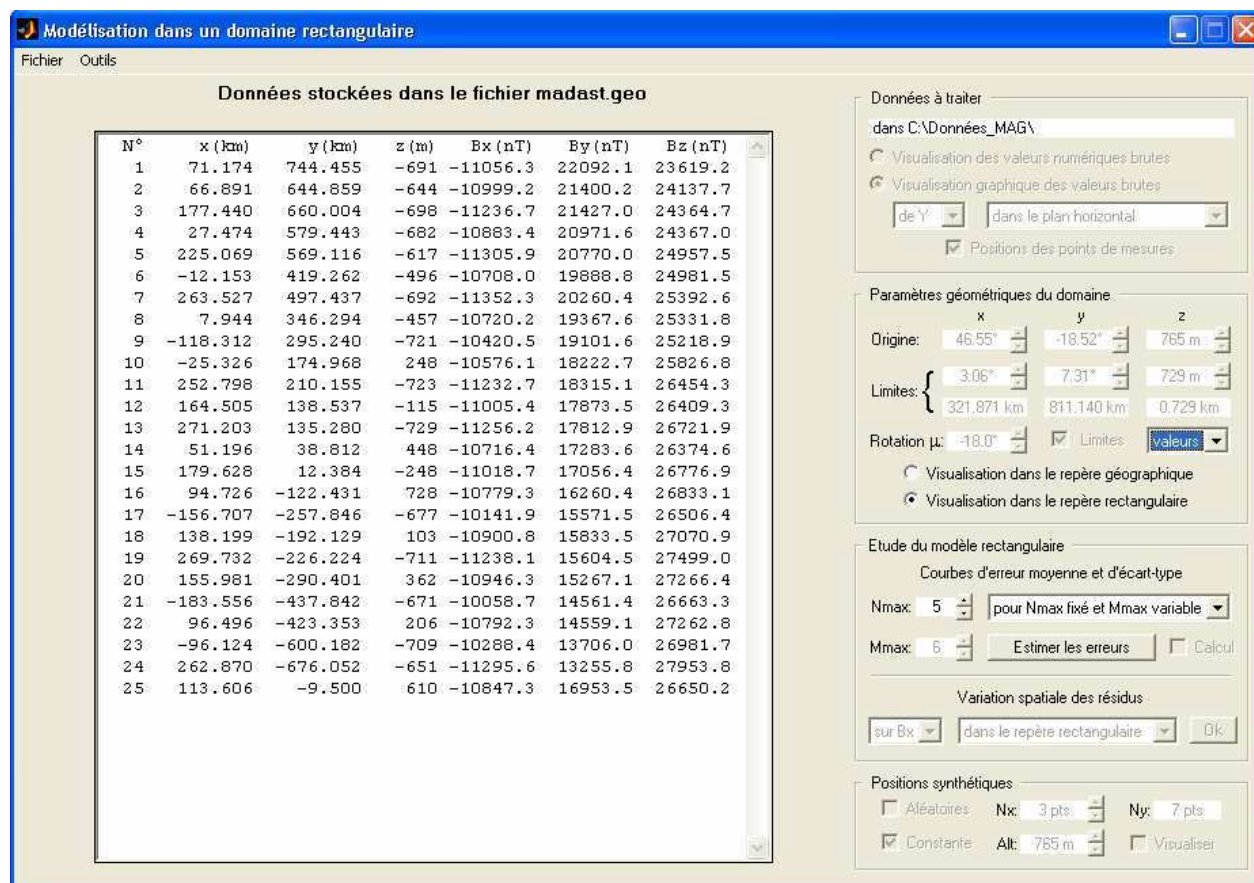 Modélisation dans un domaine rectangulaire
Fichier Outils
Données stockées dans le fichier madast.geo
N° x(km) y(km) z(m) Bx(nT) By(nT) Bz(nT)
1 71.174 744.455 -691 -11056.3 22092.1 23619.2
2 66.891 644.859 -644 -10999.2 21400.2 24137.7
3 177.440 660.004 -698 -11236.7 21427.0 24364.7
4 27.474 579.443 -682 -10883.4 20971.6 24367.0
5 225.069 569.116 -617 -11305.9 20770.0 24957.5
6 -12.153 419.262 -496 -10708.0 19888.8 24981.5
7 263.527 497.437 -692 -11352.3 20260.4 25392.6
8 7.944 346.294 -457 -10720.2 19367.6 25331.8
9 -118.312 295.240 -721 -10420.5 19101.6 25218.9
10 -25.326 174.968 248 -10576.1 18222.7 25826.8
11 252.798 210.155 -723 -11232.7 18315.1 26454.3
12 164.505 138.537 -115 -11005.4 17873.5 26409.3
13 271.203 135.280 -729 -11256.2 17812.9 26721.9
14 51.196 38.812 448 -10716.4 17283.6 26374.6
15 179.628 12.384 -248 -11018.7 17056.4 26776.9
16 94.726 -122.431 728 -10779.3 16260.4 26833.1
17 -156.707 -257.846 -677 -10141.9 15571.5 26506.4
18 138.199 -192.129 103 -10900.8 15833.5 27070.9
19 269.732 -226.224 -711 -11238.1 15604.5 27499.0
20 155.981 -290.401 362 -10946.3 15267.1 27266.4
21 -183.556 -437.842 -671 -10058.7 14561.4 26663.3
22 96.496 -423.353 206 -10792.3 14559.1 27262.8
23 -96.124 -600.182 -709 -10288.4 13706.0 26981.7
24 262.870 -676.052 -651 -11295.6 13255.8 27953.8
25 113.606 -9.500 610 -10847.3 16953.5 26650.2
Données à traiter
dans C:\Données_MAG\
Visualisation des valeurs numériques brutes
Visualisation graphique des valeurs brutes
de Y dans le plan horizontal
Positions des points de mesures
Paramètres géométriques du domaine
x y z
Origine: 46.55° -18.52° 765 m
Limites: { 3.06° 7.31° 729 m
321.871 km 811.140 km 0.729 km
Rotation µ: -18.0° Limites valeurs
Visualisation dans le repère géographique
Visualisation dans le repère rectangulaire
Etude du modèle rectangulaire
Courbes d'erreur moyenne et d'écart-type
Nmax: 5 pour Nmax fixé et Mmax variable
Mmax: 6 Estimer les erreurs Calcul
Variation spatiale des résidus
sur Bx dans le repère rectangulaire Ok
Positions synthétiques
Aléatoires Nx: 3 pts Ny: 7 pts
Constante Alt: 765 m Visualiser